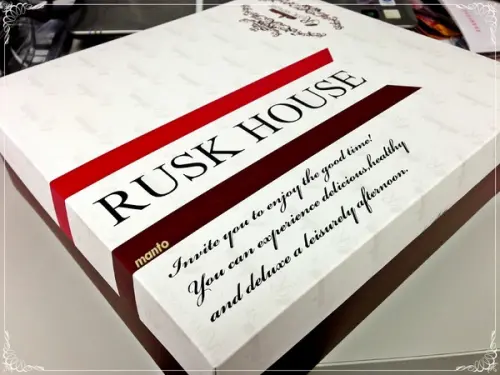 RUSK HOUSE
manto
Invite you to enjoy the good time!
You can experience delicious,healthy
and deluxe a leisurely afternoon.